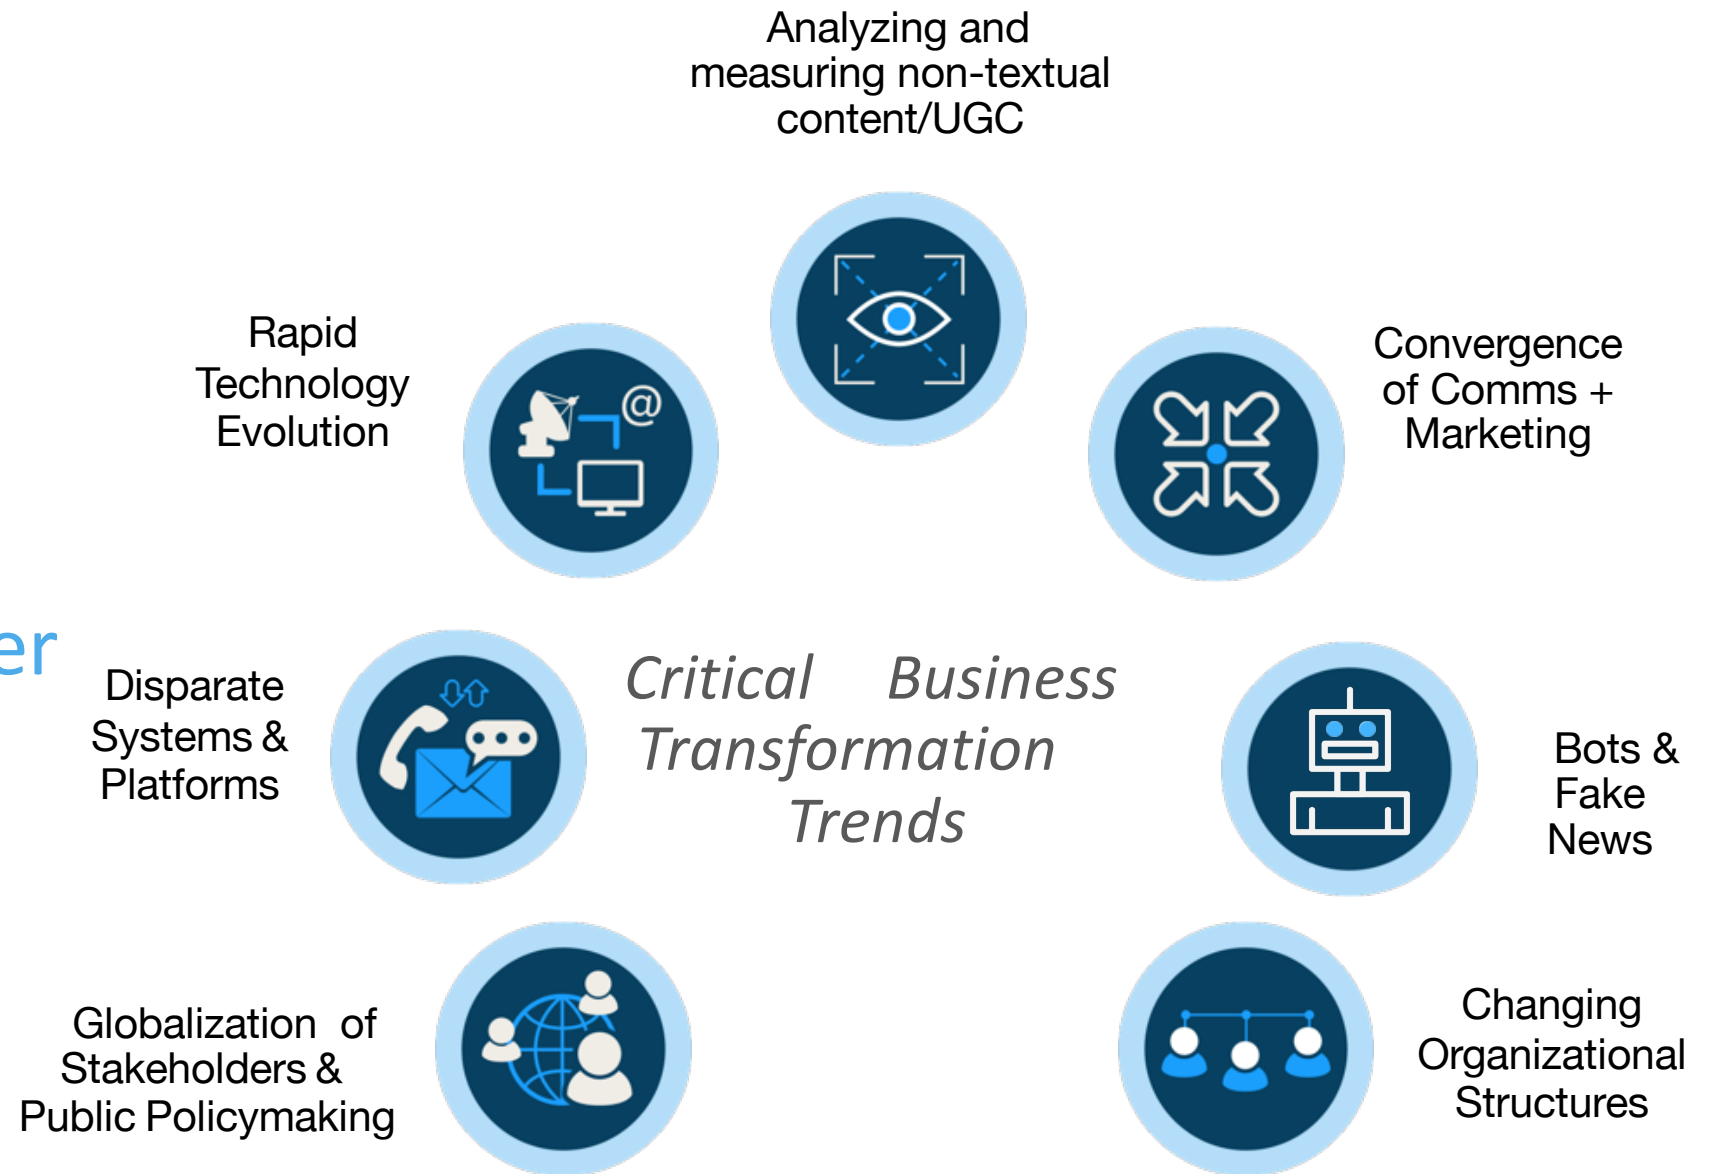 Analyzing and
measuring non-textual
content/UGC
Rapid
Technology
Evolution
@
Convergence
of Comms +
Marketing
er
Disparate
Systems &
Platforms
Critical Business
Transformation
Trends
Bots &
Fake
News
Globalization of
Stakeholders &
Public Policymaking
Changing
Organizational
Structures